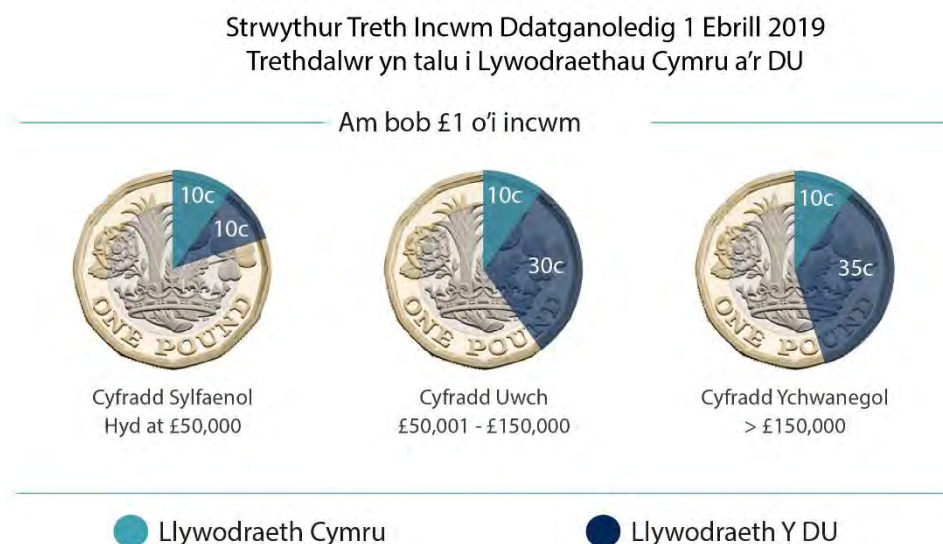 Strwythur Treth Incwm Ddatganoledig 1 Ebrill 2019
Trethdalwr yn talu i Lywodraethau Cymru a'r DU
Am bob £1 o'i incwm
10c
10c
ONE POUND
Cyfradd Sylfaenol
Hyd at £50,000
10c
30c
ONE POUND
Cyfradd Uwch
£50,001 - £150,000
10c
35c
ONE POUND
Cyfradd Ychwanegol
> £150,000
Llywodraeth Cymru
Llywodraeth Y DU